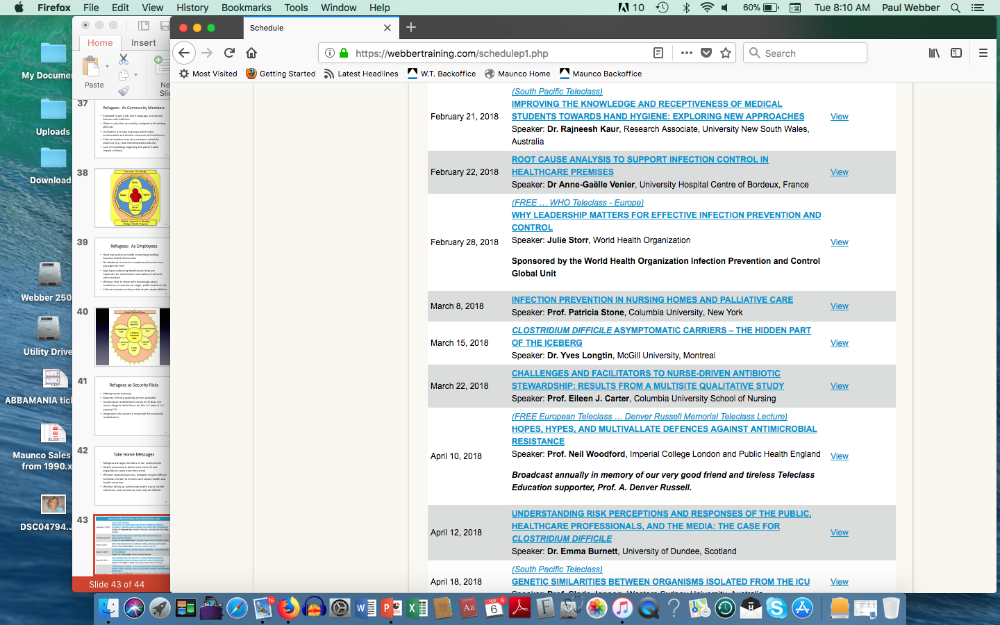 Firefox File Edit View History Bookmarks Tools Window Help
10 60% Tue 8:10 AM Paul Webber
My Documen
Uploads
Downloads
Webber 250
Utility Drive
PDF
ABBAMANIA tic
XLSX
Maunco Sales
from 1990.x
DSC04794.J
Home Insert
Paste
Ne
Slid
37
Refugees: As Community Members
38
39
Refugees: As Employees
40
41
Refugees as Security Risks
42
Take Home Messages
43
www.webbertraining.com/schedulep1.php
Slide 43 of 44
Schedule
https://webbertraining.com/schedulep1.php
Search
Most Visited Getting Started Latest Headlines W.T. Backoffice Maunco Home Maunco Backoffice
(South Pacific Teleclass)
IMPROVING THE KNOWLEDGE AND RECEPTIVENESS OF MEDICAL
February 21, 2018 STUDENTS TOWARDS HAND HYGIENE: EXPLORING NEW APPROACHES View
Speaker: Dr. Rajneesh Kaur, Research Associate, University New South Wales,
Australia
ROOT CAUSE ANALYSIS TO SUPPORT INFECTION CONTROL IN
February 22, 2018 HEALTHCARE PREMISES View
Speaker: Dr Anne-Gaëlle Venier, University Hospital Centre of Bordeux, France
(FREE ... WHO Teleclass - Europe)
WHY LEADERSHIP MATTERS FOR EFFECTIVE INFECTION PREVENTION AND
CONTROL
February 28, 2018 Speaker: Julie Storr, World Health Organization View
Sponsored by the World Health Organization Infection Prevention and Control
Global Unit
INFECTION PREVENTION IN NURSING HOMES AND PALLIATIVE CARE
March 8, 2018 View
Speaker: Prof. Patricia Stone, Columbia University, New York
CLOSTRIDIUM DIFFICILE ASYMPTOMATIC CARRIERS – THE HIDDEN PART
March 15, 2018 OF THE ICEBERG View
Speaker: Dr. Yves Longtin, McGill University, Montreal
CHALLENGES AND FACILITATORS TO NURSE-DRIVEN ANTIBIOTIC
March 22, 2018 STEWARDSHIP: RESULTS FROM A MULTISITE QUALITATIVE STUDY View
Speaker: Prof. Eileen J. Carter, Columbia University School of Nursing
(FREE European Teleclass ... Denver Russell Memorial Teleclass Lecture)
HOPES, HYPES, AND MULTIVALLATE DEFENCES AGAINST ANTIMICROBIAL
RESISTANCE
April 10, 2018 Speaker: Prof. Neil Woodford, Imperial College London and Public Health England View
Broadcast annually in memory of our very good friend and tireless Teleclass
Education supporter, Prof. A. Denver Russell.
UNDERSTANDING RISK PERCEPTIONS AND RESPONSES OF THE PUBLIC,
April 12, 2018 HEALTHCARE PROFESSIONALS, AND THE MEDIA: THE CASE FOR View
CLOSTRIDIUM DIFFICILE
Speaker: Dr. Emma Burnett, University of Dundee, Scotland
(South Pacific Teleclass)
April 18, 2018 GENETIC SIMILARITIES BETWEEN ORGANISMS ISOLATED FROM THE ICU View
16
FEB
6